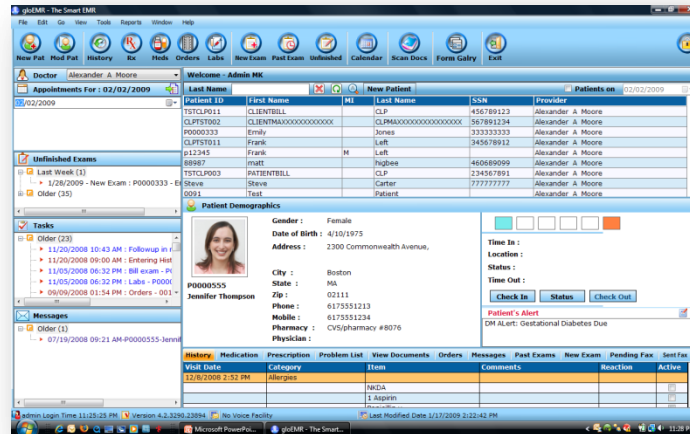 gloEMR - The Smart EMR
File Edit Go View Tools Reports Window Help
New Pat Mod Pat History Rx Meds Orders Labs New Exam Past Exam Unfinished Calendar Scan Docs Form Galry Exit
Doctor Alexander A Moore
Welcome - Admin MK
Appointments For : 02/02/2009
Last Name New Patient Patients on 02/02/2009
/02/2009
Patient ID First Name MI Last Name SSN Provider
TSTCLP011 CLIENTBILL CLP 456789123 Alexander A Moore
CLPTST002 CLIENTMAXXXXXXXXXXXX CLPMAXXXXXXXXXXXXX 567891234 Alexander A Moore
P0000333 Emily Jones 333333333 Alexander A Moore
CLPTST011 Frank Left 345678912 Alexander A Moore
p12345 Frank M Left Alexander A Moore
88987 matt higbee 460689099 Alexander A Moore
TSTCLP003 PATIENTBILL CLP 234567891 Alexander A Moore
Steve Steve Carter 777777777 Alexander A Moore
0091 Test Patient Alexander A Moore
Unfinished Exams
Last Week (1)
1/28/2009 - New Exam : P0000333 - E
Older (35)
Tasks
Older (23)
11/20/2008 10:43 AM : Followup in
11/20/2008 09:00 AM : Entering Hist
11/05/2008 06:32 PM : Bill exam - P
11/05/2008 06:32 PM : Labs - P000
09/09/2008 01:54 PM : Orders - 001
Messages
Older (1)
07/19/2008 09:21 AM-P0000555-Jennif
Patient Demographics
P0000555
Jennifer Thompson
Gender : Female
Date of Birth : 4/10/1975
Address : 2300 Commonwealth Avenue,
City : Boston
State : MA
Zip : 02111
Phone : 6175551213
Mobile : 6175551234
Pharmacy : CVS/pharmacy #8076
Physician :
Time In :
Location :
Status :
Time Out :
Check In Status Check Out
Patient's Alert
DM ALert: Gestational Diabetes Due
History Medication Prescription Problem List View Documents Orders Messages Past Exams New Exam Pending Fax Sent Fax
Visit Date Category Item Comments Reaction Active
12/8/2008 2:52 PM Allergies
NKDA
1 Aspirin
admin Login Time 11:25:25 PM Version 4.2-3290.23894 No Voice Facility Last Modified Date 1/17/2009 2:22:42 PM
Microsoft PowerPoi... gloEMR - The Smart... 11:28 P